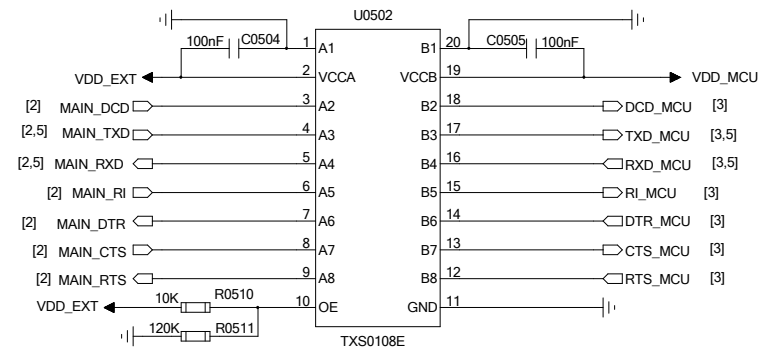 U0502
100nF C0504 1 A1 B1 20 C0505 100nF
VDD_EXT 2 VCCA VCCB 19 VDD_MCU
[2] MAIN_DCD 3 A2 B2 18 DCD_MCU [3]
[2,5] MAIN_TXD 4 A3 B3 17 TXD_MCU [3,5]
[2,5] MAIN_RXD 5 A4 B4 16 RXD_MCU [3,5]
[2] MAIN_RI 6 A5 B5 15 RI_MCU [3]
[2] MAIN_DTR 7 A6 B6 14 DTR_MCU [3]
[2] MAIN_CTS 8 A7 B7 13 CTS_MCU [3]
[2] MAIN_RTS 9 A8 B8 12 RTS_MCU [3]
VDD_EXT 10K R0510 10 OE GND 11
120K R0511
TXS0108E